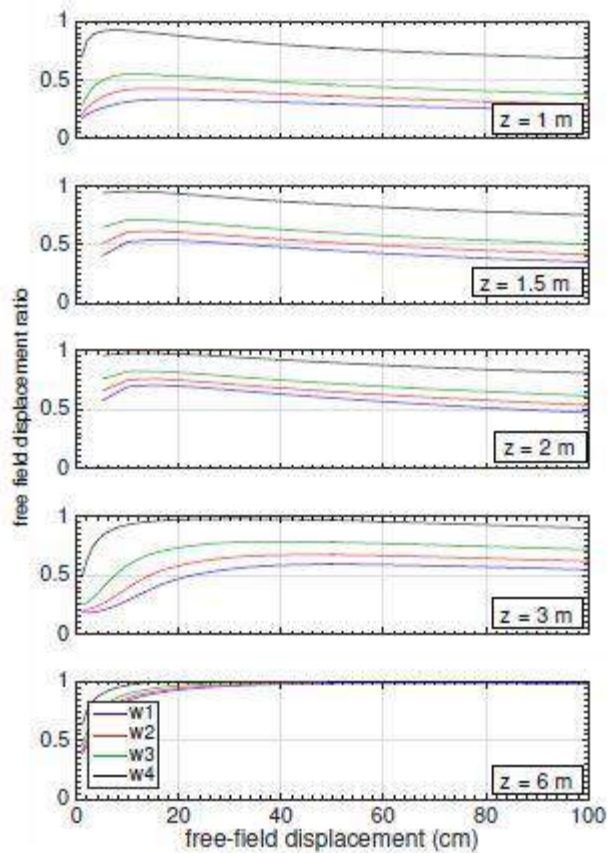 free field displacement ratio
1
0.5
0
z = 1 m
1
0.5
0
z = 1.5 m
1
0.5
0
z = 2 m
1
0.5
0
z = 3 m
1
0.5
0
w1
w2
w3
w4
z = 6 m
0 20 40 60 80 100
free-field displacement (cm)